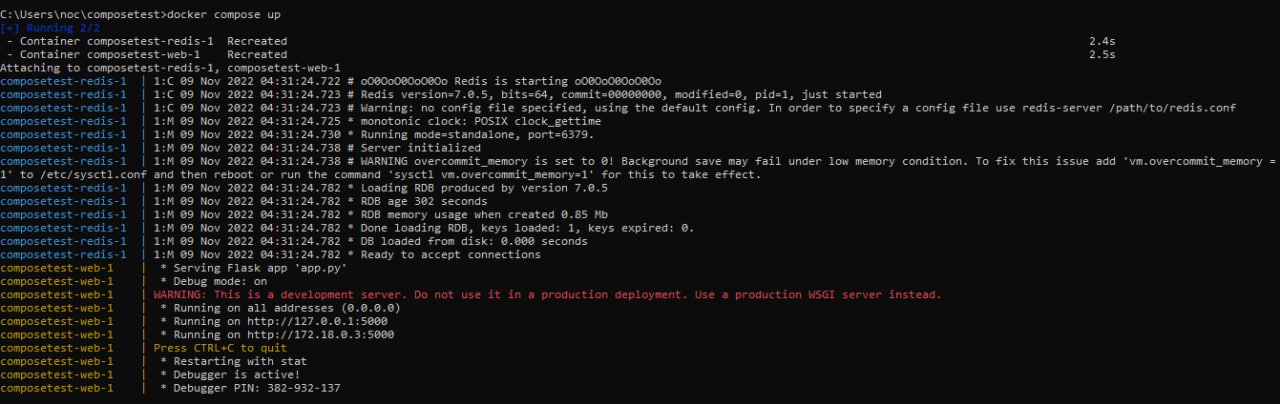 C:\Users\noc\composetest>docker compose up
[+] Running 2/2
 - Container composetest-redis-1  Recreated 2.4s
 - Container composetest-web-1    Recreated 2.5s
Attaching to composetest-redis-1, composetest-web-1
composetest-redis-1  | 1:C 09 Nov 2022 04:31:24.722 # oO0OoO0OoO0Oo Redis is starting oO0OoO0OoO0Oo
composetest-redis-1  | 1:C 09 Nov 2022 04:31:24.723 # Redis version=7.0.5, bits=64, commit=00000000, modified=0, pid=1, just started
composetest-redis-1  | 1:C 09 Nov 2022 04:31:24.723 # Warning: no config file specified, using the default config. In order to specify a config file use redis-server /path/to/redis.conf
composetest-redis-1  | 1:M 09 Nov 2022 04:31:24.725 * monotonic clock: POSIX clock_gettime
composetest-redis-1  | 1:M 09 Nov 2022 04:31:24.730 * Running mode=standalone, port=6379.
composetest-redis-1  | 1:M 09 Nov 2022 04:31:24.738 # Server initialized
composetest-redis-1  | 1:M 09 Nov 2022 04:31:24.738 # WARNING overcommit_memory is set to 0! Background save may fail under low memory condition. To fix this issue add 'vm.overcommit_memory =
1' to /etc/sysctl.conf and then reboot or run the command 'sysctl vm.overcommit_memory=1' for this to take effect.
composetest-redis-1  | 1:M 09 Nov 2022 04:31:24.782 * Loading RDB produced by version 7.0.5
composetest-redis-1  | 1:M 09 Nov 2022 04:31:24.782 * RDB age 302 seconds
composetest-redis-1  | 1:M 09 Nov 2022 04:31:24.782 * RDB memory usage when created 0.85 Mb
composetest-redis-1  | 1:M 09 Nov 2022 04:31:24.782 * Done loading RDB, keys loaded: 1, keys expired: 0.
composetest-redis-1  | 1:M 09 Nov 2022 04:31:24.782 * DB loaded from disk: 0.000 seconds
composetest-redis-1  | 1:M 09 Nov 2022 04:31:24.782 * Ready to accept connections
composetest-web-1    |  * Serving Flask app 'app.py'
composetest-web-1    |  * Debug mode: on
composetest-web-1    | WARNING: This is a development server. Do not use it in a production deployment. Use a production WSGI server instead.
composetest-web-1    |  * Running on all addresses (0.0.0.0)
composetest-web-1    |  * Running on http://127.0.0.1:5000
composetest-web-1    |  * Running on http://172.18.0.3:5000
composetest-web-1    | Press CTRL+C to quit
composetest-web-1    |  * Restarting with stat
composetest-web-1    |  * Debugger is active!
composetest-web-1    |  * Debugger PIN: 382-932-137